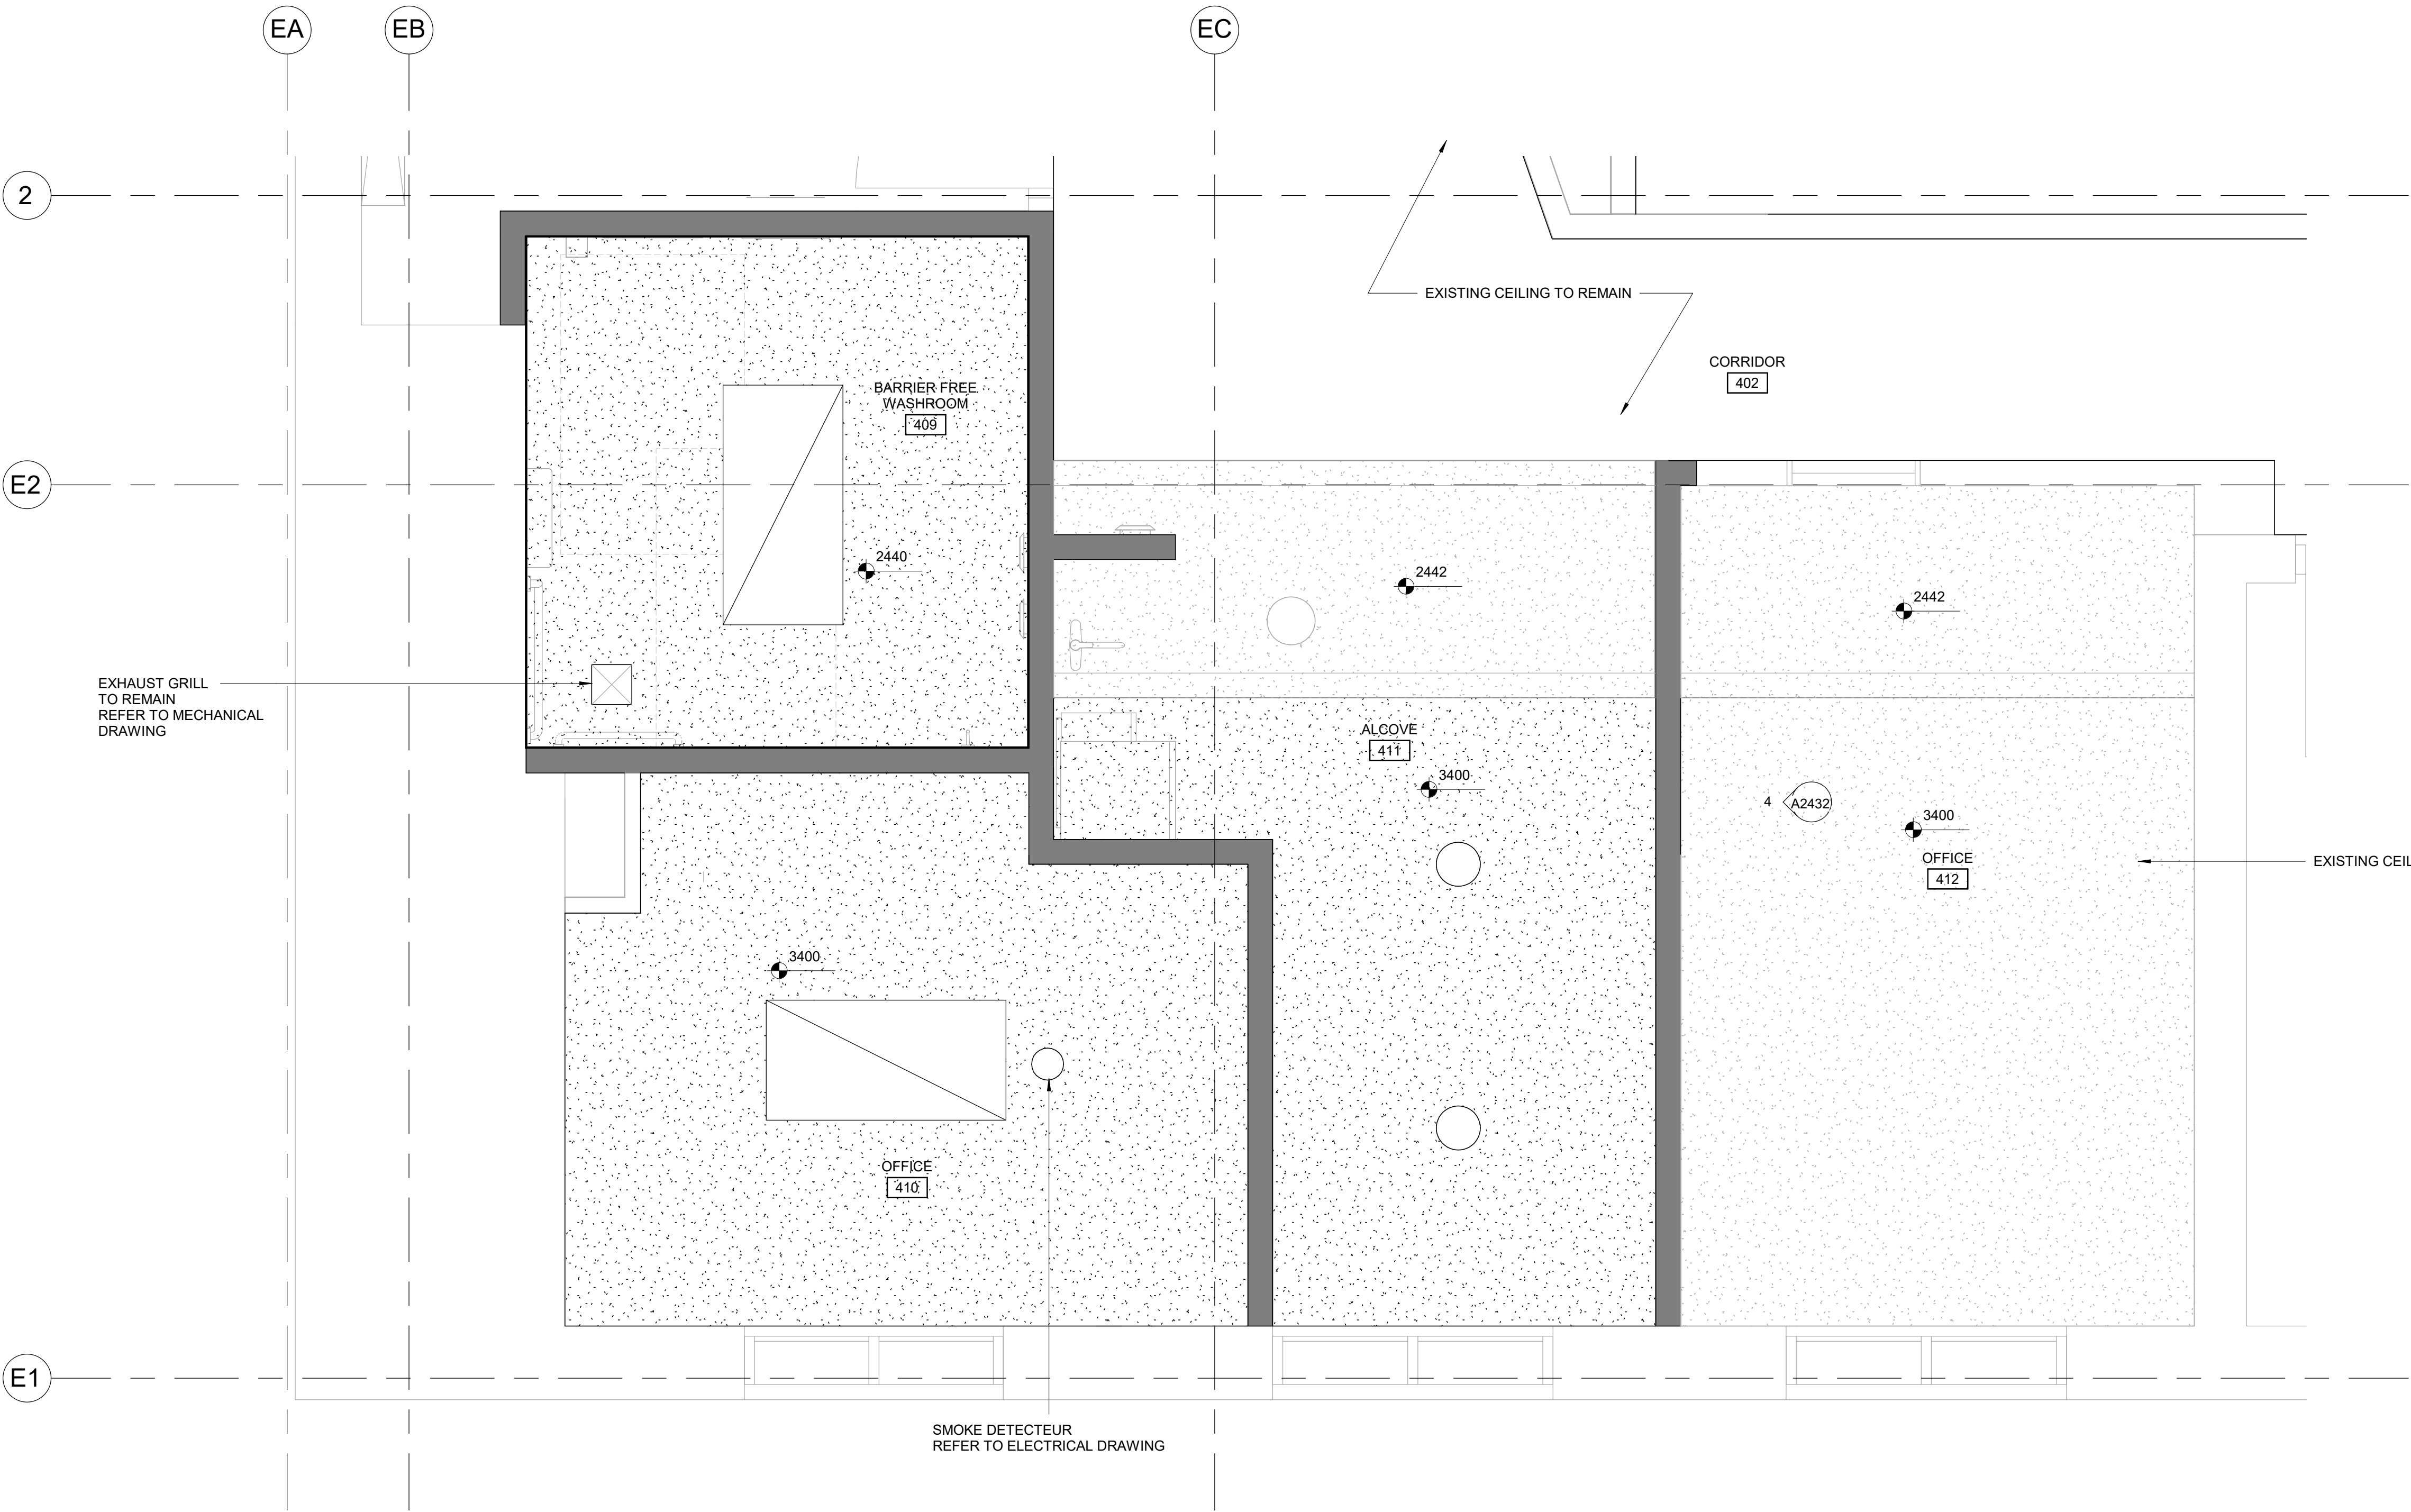 EA
EB
EC
2
EXISTING CEILING TO REMAIN
CORRIDOR
402
BARRIER FREE
WASHROOM
409
E2
2440
2442
2442
EXHAUST GRILL
TO REMAIN
REFER TO MECHANICAL
DRAWING
ALCOVE
411
3400
4
A2432
3400
OFFICE
412
EXISTING CEIL
3400
OFFICE
410
E1
SMOKE DETECTEUR
REFER TO ELECTRICAL DRAWING